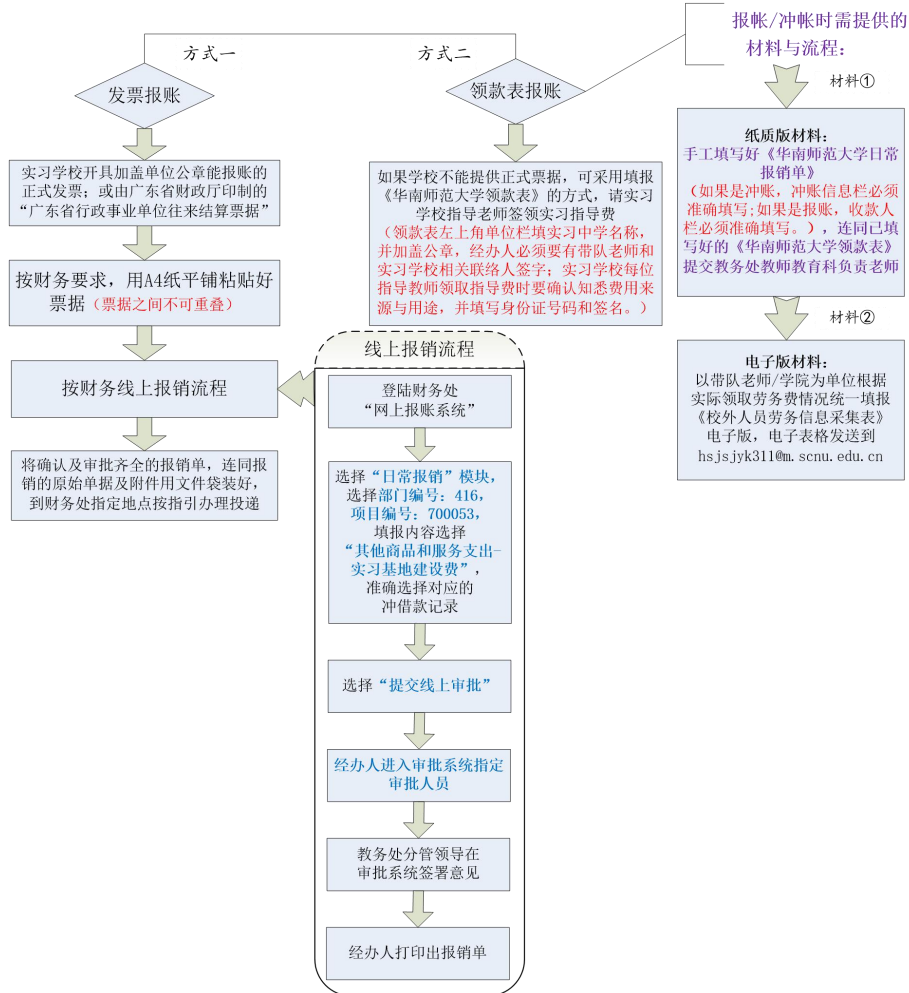 方式一
发票报账
实习学校开具加盖单位公章能报账的
正式发票；或由广东省财政厅印制的
“广东省行政事业单位往来结算票据”
按财务要求，用A4纸平铺粘贴好
票据（票据之间不可重叠）
按财务线上报销流程
将确认及审批齐全的报销单，连同报
销的原始单据及附件用文件袋装好，
到财务处指定地点按指引办理投递
方式二
领款表报账
如果学校不能提供正式票据，可采用填报
《华南师范大学领款表》的方式，请实习
学校指导老师签领实习指导费
（领款表左上角单位栏填实习中学名称，
并加盖公章，经办人必须要有带队老师和
实习学校相关联络人签字；实习学校每位
指导教师领取指导费时要确认知悉费用来
源与用途，并填写身份证号码和签名。）
线上报销流程
登陆财务处
“网上报账系统”
选择“日常报销”模块，
选择部门编号：416，
项目编号：700053，
填报内容选择
“其他商品和服务支出-
实习基地建设费”，
准确选择对应的
冲借款记录
选择“提交线上审批”
经办人进入审批系统指定
审批人员
教务处分管领导在
审批系统签署意见
经办人打印出报销单
报帐/冲帐时需提供的
材料与流程：
材料①
纸质版材料：
手工填写好《华南师范大学日常
报销单》
（如果是冲账，冲账信息栏必须
准确填写;如果是报账，收款人
栏必须准确填写。），连同已填
写好的《华南师范大学领款表》
提交教务处教师教育科负责老师
材料②
电子版材料：
以带队老师/学院为单位根据
实际领取劳务费情况统一填报
《校外人员劳务信息采集表》
电子版，电子表格发送到
hsjsjyk311@m.scnu.edu.cn